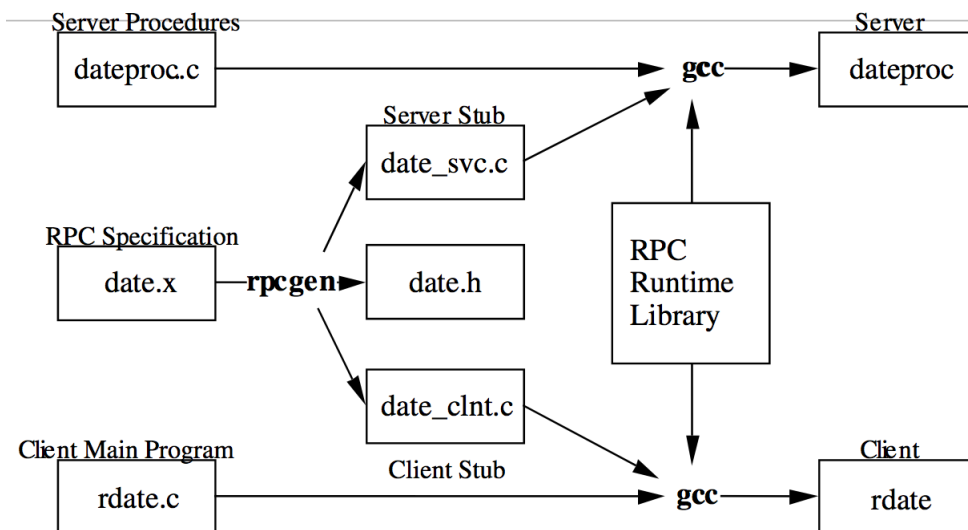 Server Procedures
Server
dateproc.c
gcc
dateproc
Server Stub
date_svc.c
RPC Specification
RPC
Runtime
Library
date.x
rpcgen
date.h
date_clnt.c
Client Main Program
Client Stub
Client
rdate.c
gcc
rdate